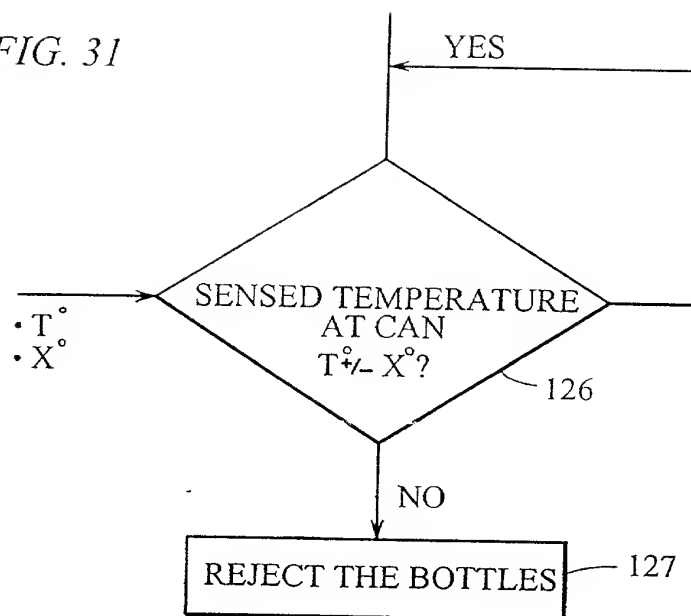 FIG. 31
YES
SENSED TEMPERATURE
AT CAN
T°+/- X°?
• T°
• X°
126
NO
REJECT THE BOTTLES
127